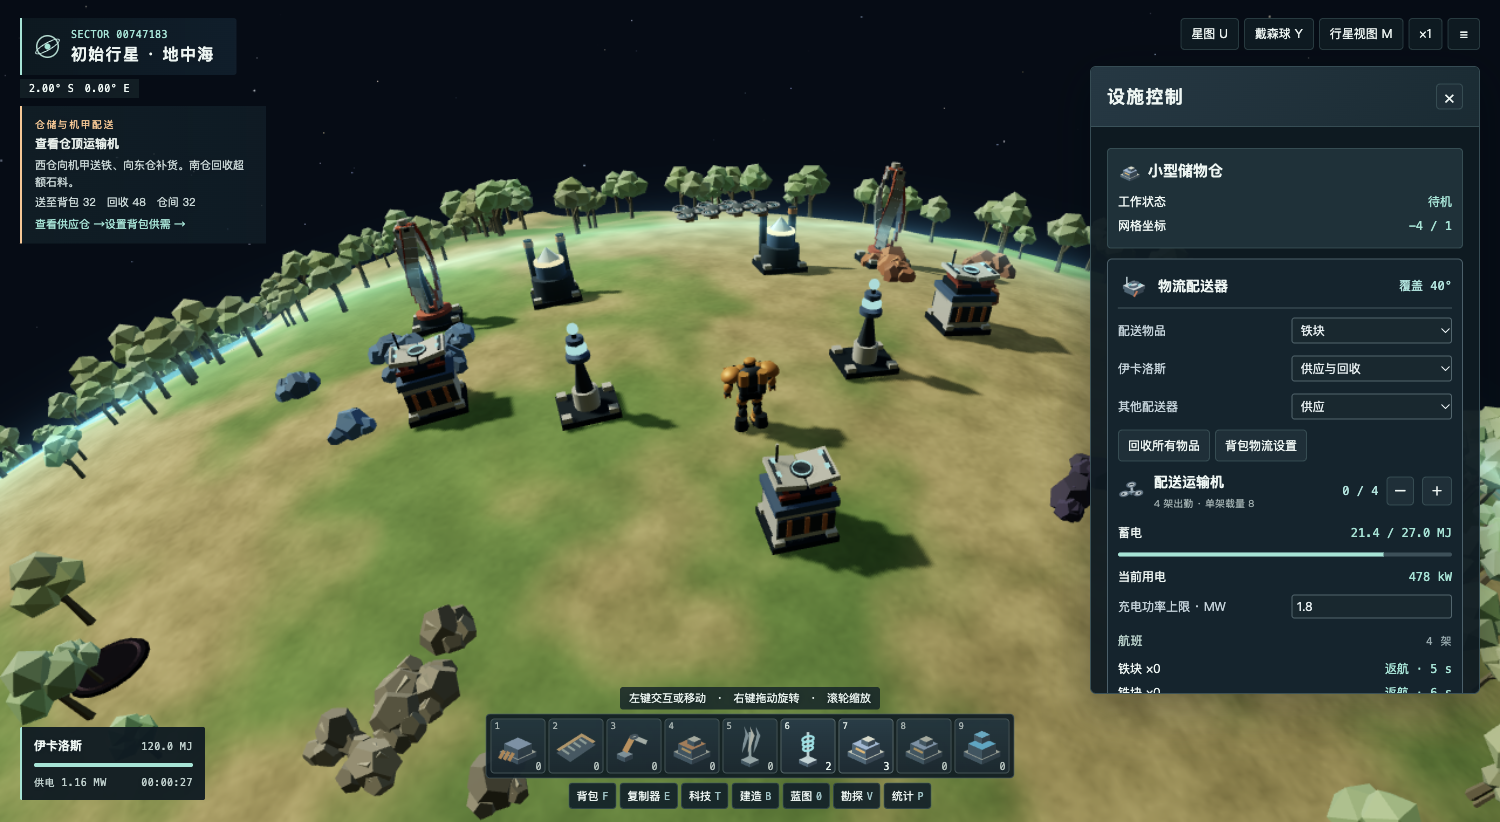 SECTOR 00747183
初始行星 · 地中海
2.00° S 0.00° E
仓储与机甲配送
查看仓顶运输机
西仓向机甲送铁、向东仓补货。南仓回收超
额石料。
送至背包 32 回收 48 仓间 32
查看供应仓 → 设置背包供需 →
星图 U
戴森球 Y
行星视图 M
×1
≡
设施控制
×
小型储物仓
工作状态 待机
网格坐标 −4 / 1
物流配送器 覆盖 40°
配送物品 铁块
伊卡洛斯 供应与回收
其他配送器 供应
回收所有物品 背包物流设置
配送运输机 0 / 4 − +
4 架出勤 · 单架载量 8
蓄电 21.4 / 27.0 MJ
当前用电 478 kW
充电功率上限 · MW 1.8
航班 4 架
铁块 x0 返航 · 5 s
铁块 x0 返航 · 6 s
左键交互或移动 · 右键拖动旋转 · 滚轮缩放
1 2 3 4 5 6 7 8 9
0 0 0 0 0 2 3 0 0
背包 F 复制器 E 科技 T 建造 B 蓝图 0 勘探 V 统计 P
伊卡洛斯 120.0 MJ
供电 1.16 MW 00:00:27